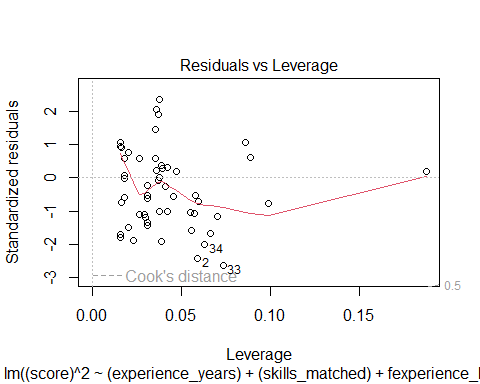 Residuals vs Leverage
Standardized residuals
2
1
0
-1
-2
-3
34
2
33
Cook's distance
0.5
0.00 0.05 0.10 0.15
Leverage
lm((score)^2 ~ (experience_years) + (skills_matched) + fexperience_l